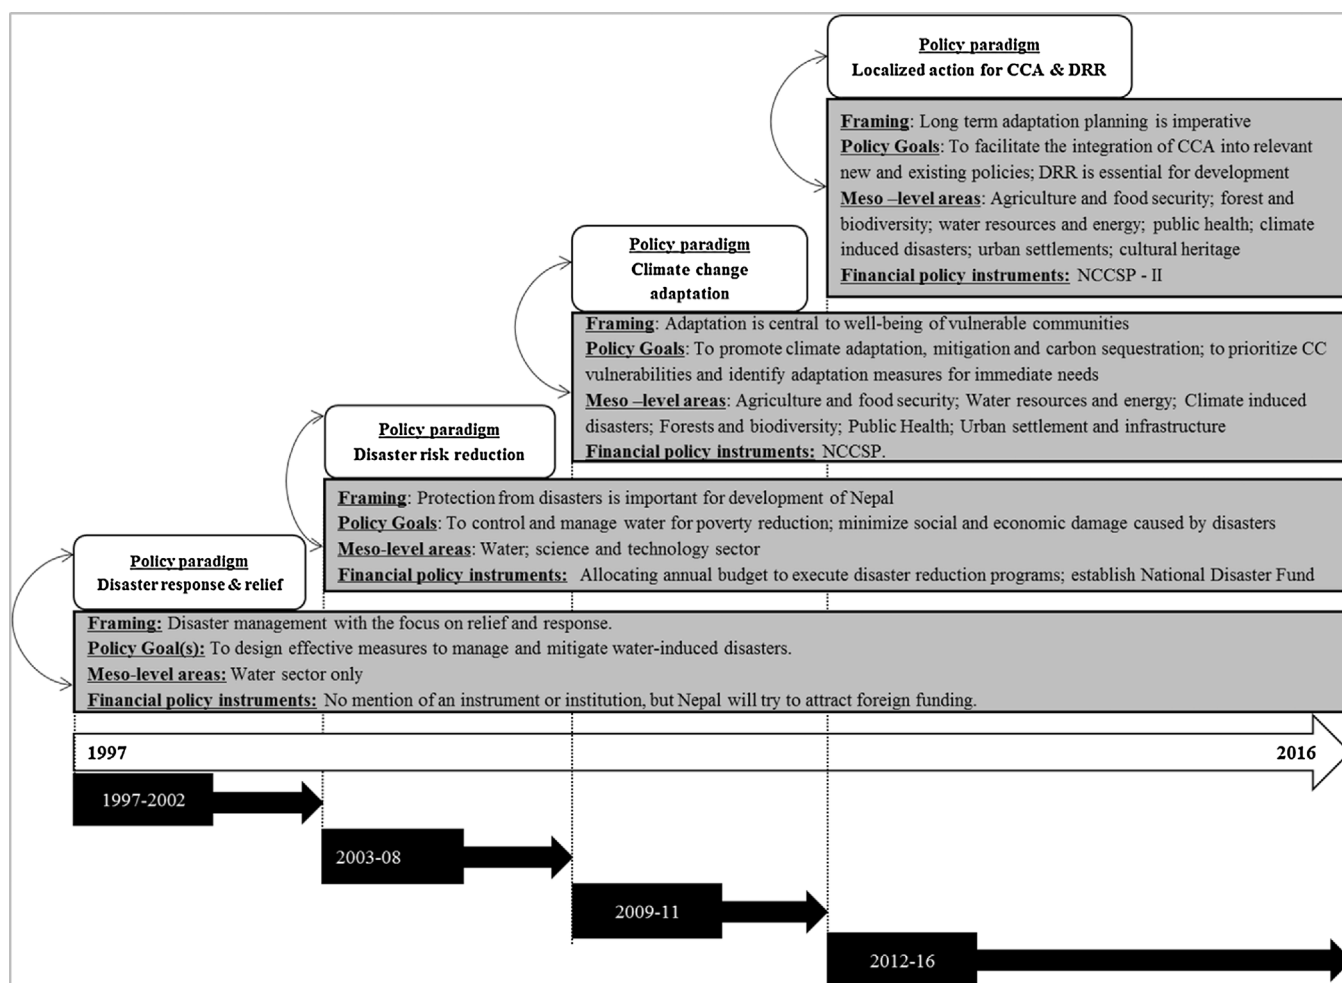 Policy paradigm
Localized action for CCA & DRR
Framing: Long term adaptation planning is imperative
Policy Goals: To facilitate the integration of CCA into relevant
new and existing policies; DRR is essential for development
Meso –level areas: Agriculture and food security; forest and
biodiversity; water resources and energy; public health; climate
induced disasters; urban settlements; cultural heritage
Financial policy instruments: NCCSP - II
Policy paradigm
Climate change
adaptation
Framing: Adaptation is central to well-being of vulnerable communities
Policy Goals: To promote climate adaptation, mitigation and carbon sequestration; to prioritize CC
vulnerabilities and identify adaptation measures for immediate needs
Meso –level areas: Agriculture and food security; Water resources and energy; Climate induced
disasters; Forests and biodiversity; Public Health; Urban settlement and infrastructure
Financial policy instruments: NCCSP.
Policy paradigm
Disaster risk reduction
Framing: Protection from disasters is important for development of Nepal
Policy Goals: To control and manage water for poverty reduction; minimize social and economic damage caused by disasters
Meso-level areas: Water; science and technology sector
Financial policy instruments: Allocating annual budget to execute disaster reduction programs; establish National Disaster Fund
Policy paradigm
Disaster response & relief
Framing: Disaster management with the focus on relief and response.
Policy Goal(s): To design effective measures to manage and mitigate water-induced disasters.
Meso-level areas: Water sector only
Financial policy instruments: No mention of an instrument or institution, but Nepal will try to attract foreign funding.
1997
2016
1997-2002
2003-08
2009-11
2012-16